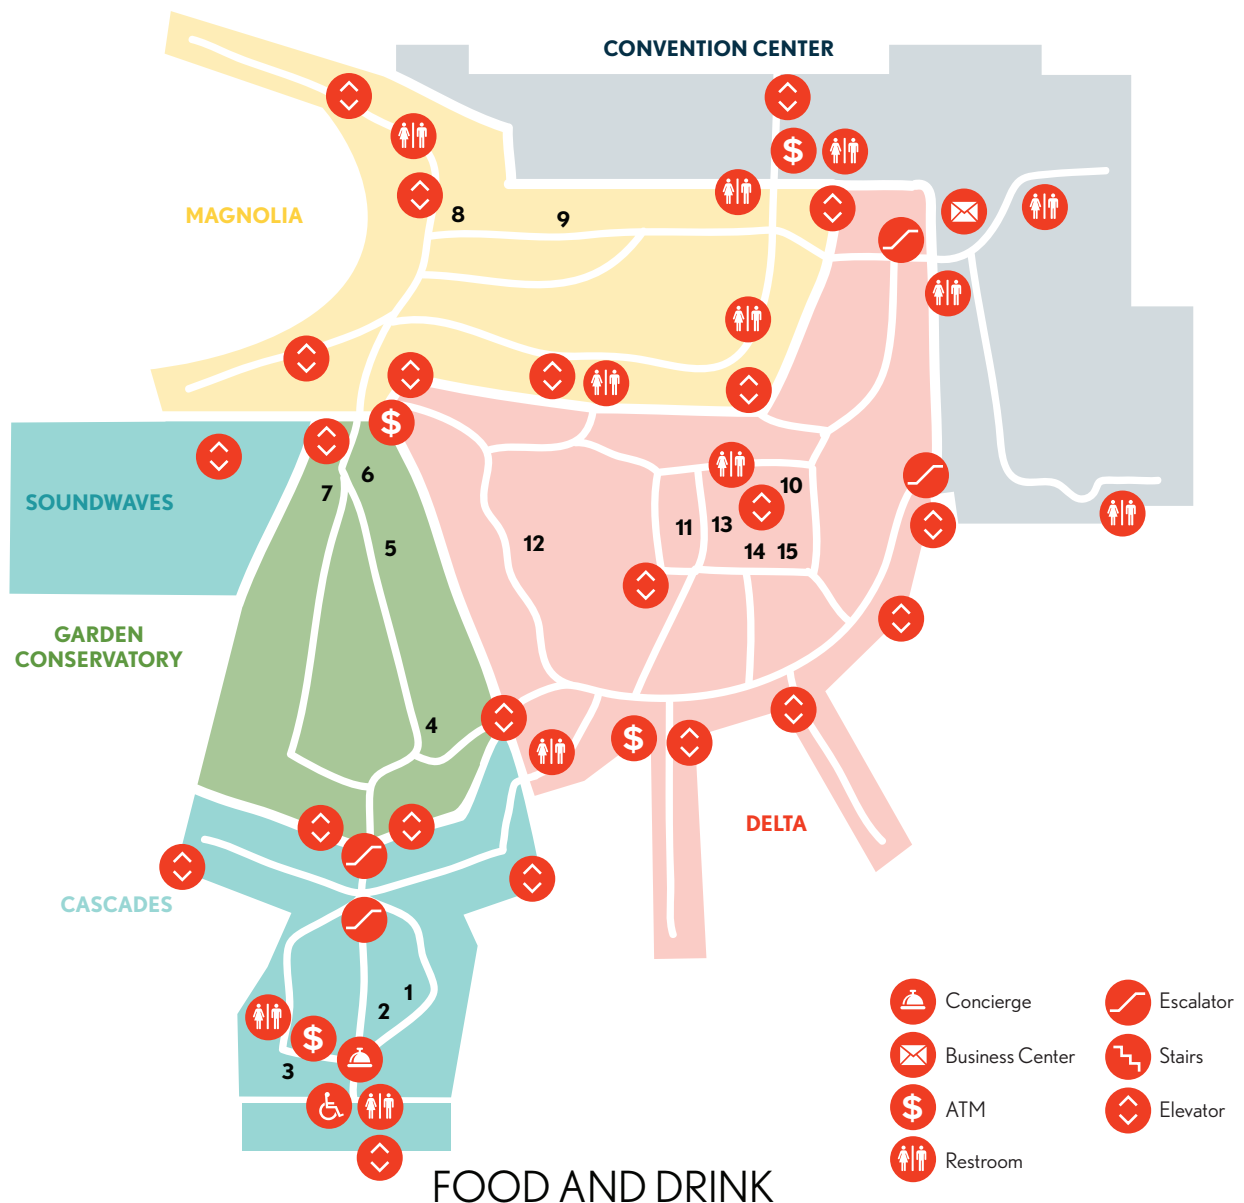 CONVENTION CENTER
MAGNOLIA
8
9
$
$
SOUNDWAVES
6
7
5
10
11
13
12
14 15
GARDEN
CONSERVATORY
4
$
DELTA
CASCADES
1
2
$
3
Concierge
Escalator
Business Center
Stairs
$ ATM
Elevator
Restroom
FOOD AND DRINK